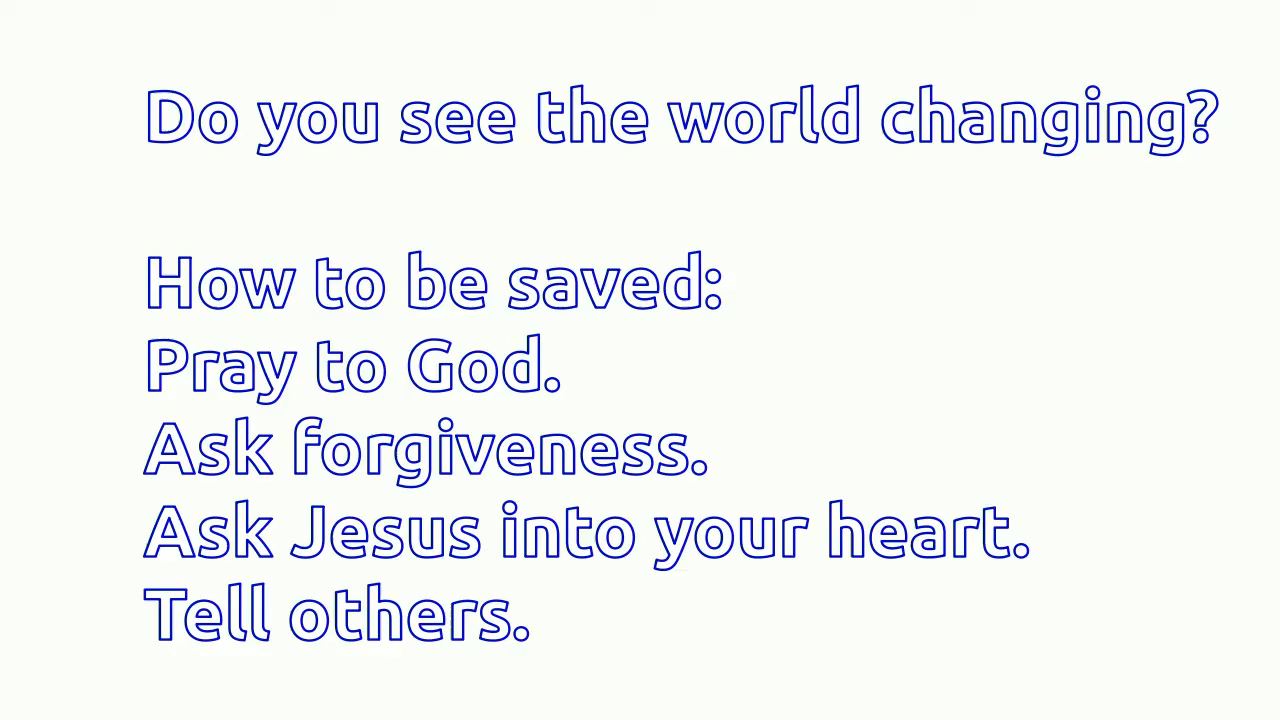 Do you see the world changing?
How to be saved:
Pray to God.
Ask forgiveness.
Ask Jesus into your heart.
Tell others.